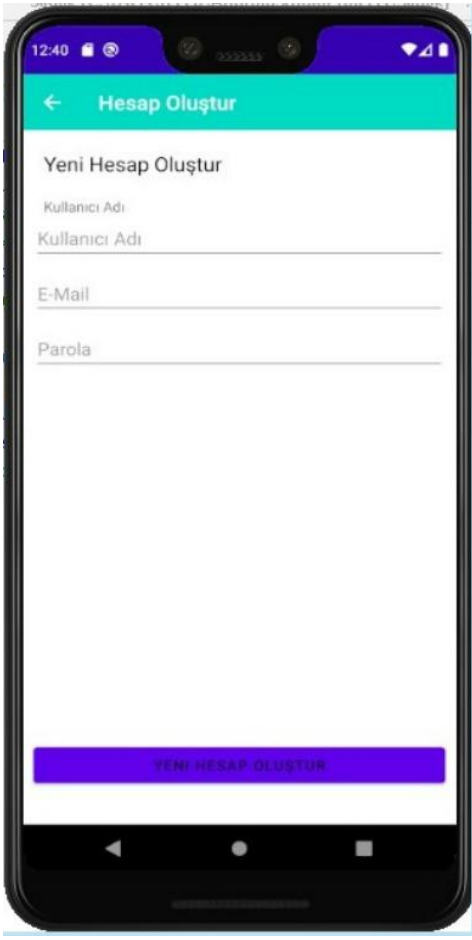 12:40
Hesap Oluştur
Yeni Hesap Oluştur
Kullanıcı Adı
Kullanıcı Adı
E-Mail
Parola
YENI HESAP OLUŞTUR